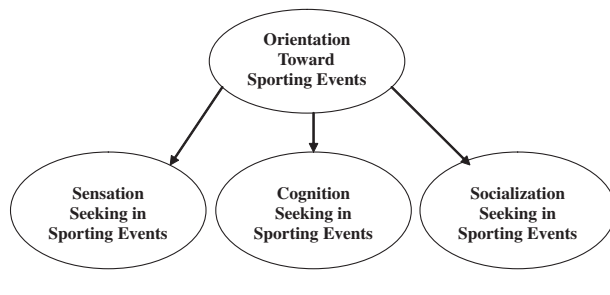 Orientation
Toward
Sporting Events
Sensation
Seeking in
Sporting Events
Cognition
Seeking in
Sporting Events
Socialization
Seeking in
Sporting Events